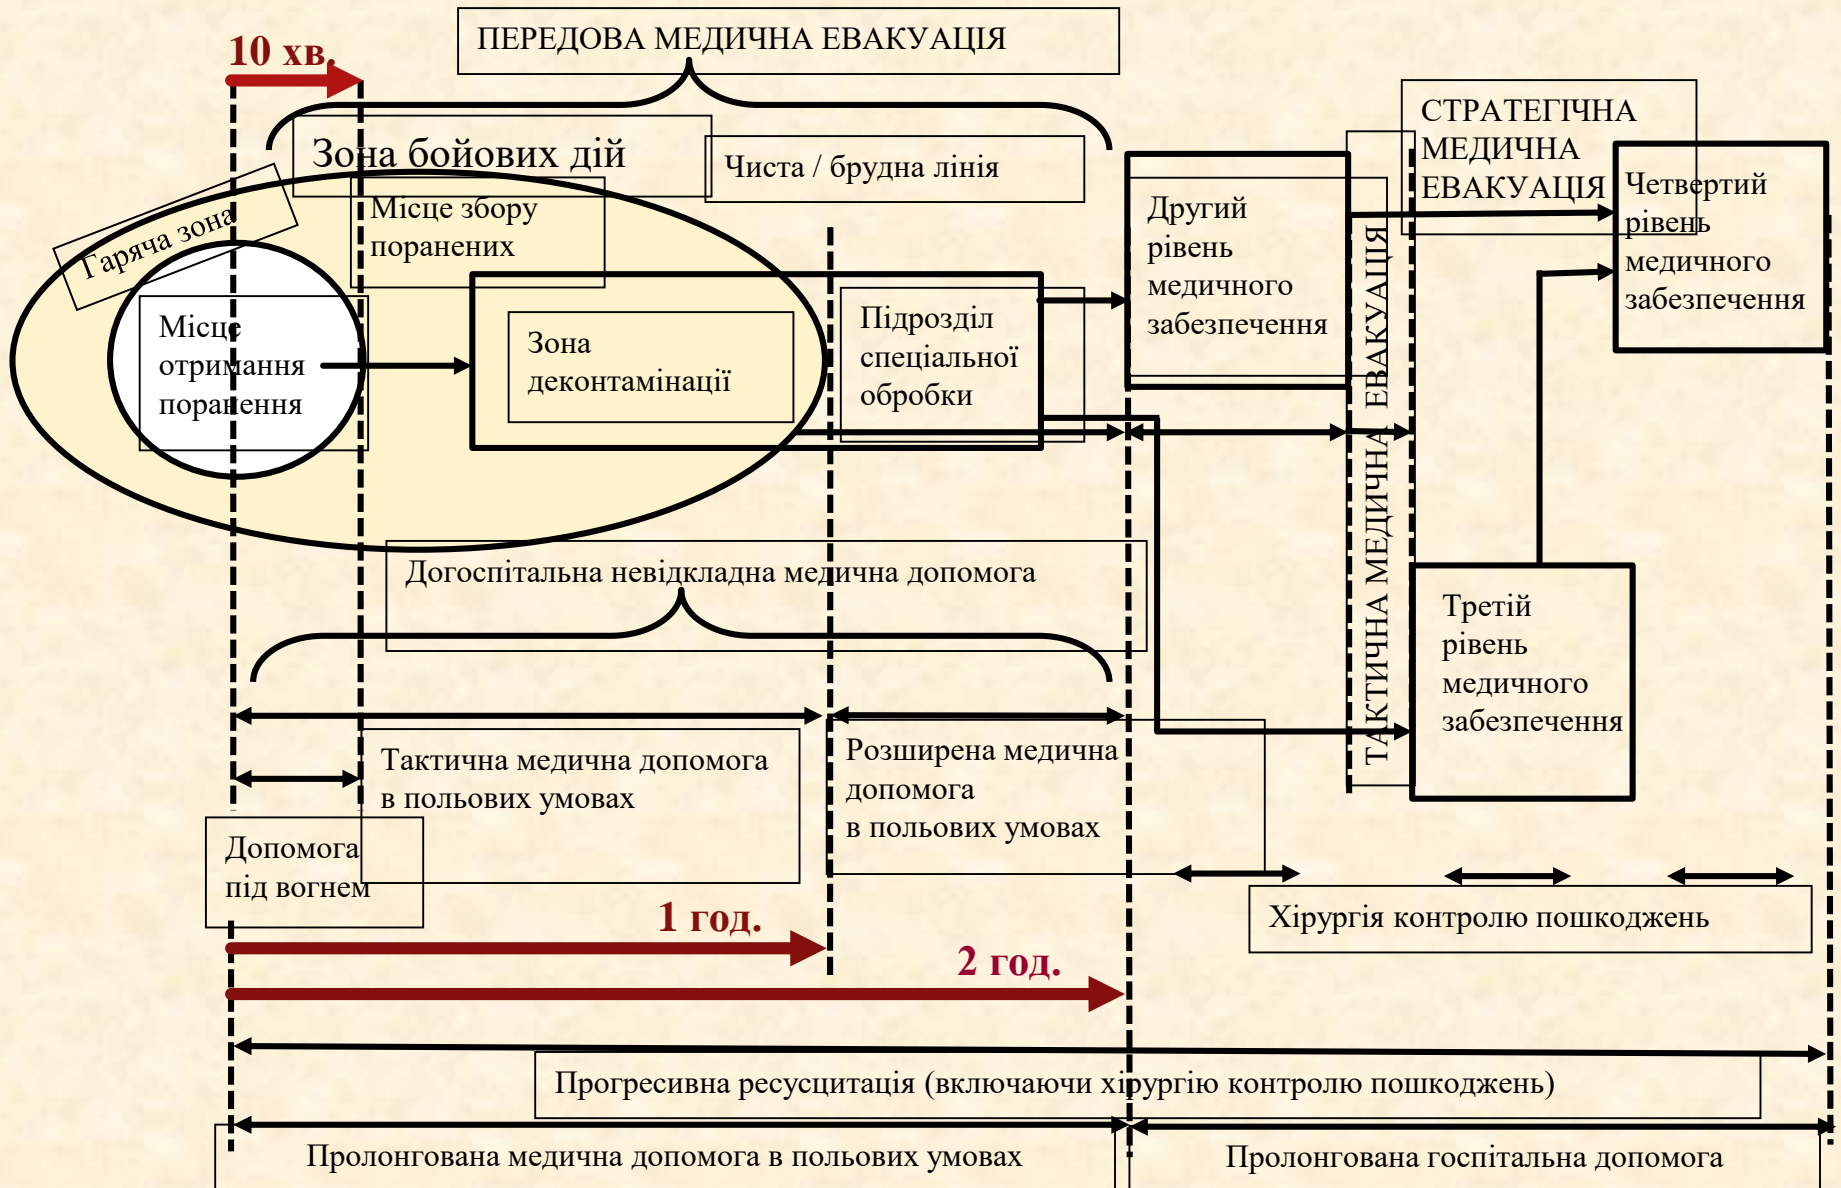 10 хв.
ПЕРЕДОВА МЕДИЧНА ЕВАКУАЦІЯ
Зона бойових дій
Чиста / брудна лінія
Гаряча зона
Місце збору
поранених
Місце
отримання
поранення
Зона
деконтамінації
Підрозділ
спеціальної
обробки
Другий
рівень
медичного
забезпечення
ТАКТИЧНА МЕДИЧНА ЕВАКУАЦІЯ
СТРАТЕГІЧНА
МЕДИЧНА
ЕВАКУАЦІЯ
Четвертий
рівень
медичного
забезпечення
Третій
рівень
медичного
забезпечення
Догоспітальна невідкладна медична допомога
Тактична медична допомога
в польових умовах
Розширена медична
допомога
в польових умовах
Допомога
під вогнем
Хірургія контролю пошкоджень
1 год.
2 год.
Прогресивна ресусцитація (включаючи хірургію контролю пошкоджень)
Пролонгована медична допомога в польових умовах
Пролонгована госпітальна допомога